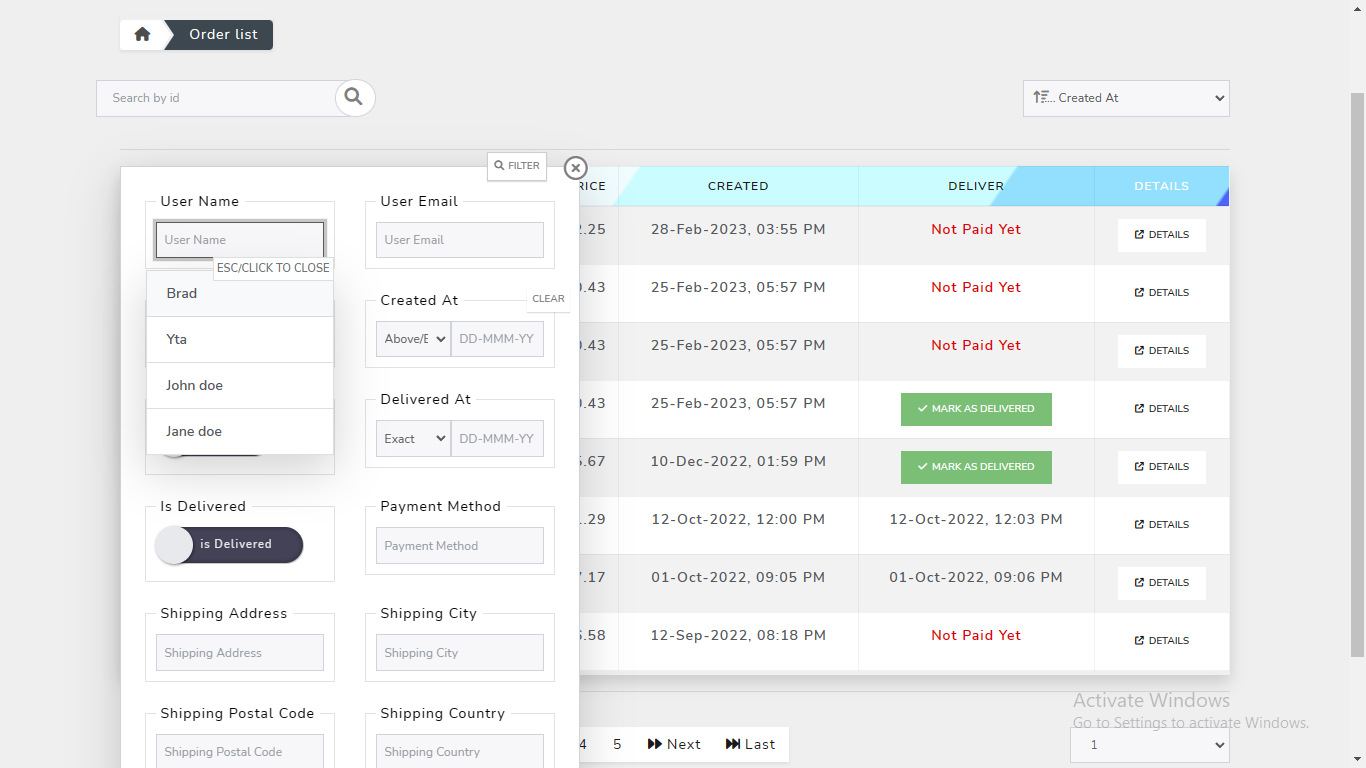 Order list
Search by id
... Created At
FILTER
RICE
CREATED
DELIVER
DETAILS
User Name
User Email
User Name
User Email
ESC/CLICK TO CLOSE
Brad
Yta
John doe
Jane doe
Created At
CLEAR
Above/B
DD-MMM-YY
Delivered At
Exact
DD-MMM-YY
Is Delivered
is Delivered
Payment Method
Payment Method
Shipping Address
Shipping Address
Shipping City
Shipping City
Shipping Postal Code
Shipping Postal Code
Shipping Country
Shipping Country
.25 28-Feb-2023, 03:55 PM Not Paid Yet DETAILS
.43 25-Feb-2023, 05:57 PM Not Paid Yet DETAILS
.43 25-Feb-2023, 05:57 PM Not Paid Yet DETAILS
.43 25-Feb-2023, 05:57 PM MARK AS DELIVERED DETAILS
.67 10-Dec-2022, 01:59 PM MARK AS DELIVERED DETAILS
.29 12-Oct-2022, 12:00 PM 12-Oct-2022, 12:03 PM DETAILS
.17 01-Oct-2022, 09:05 PM 01-Oct-2022, 09:06 PM DETAILS
.58 12-Sep-2022, 08:18 PM Not Paid Yet DETAILS
4 5 Next Last
1
Activate Windows
Go to Settings to activate Windows.